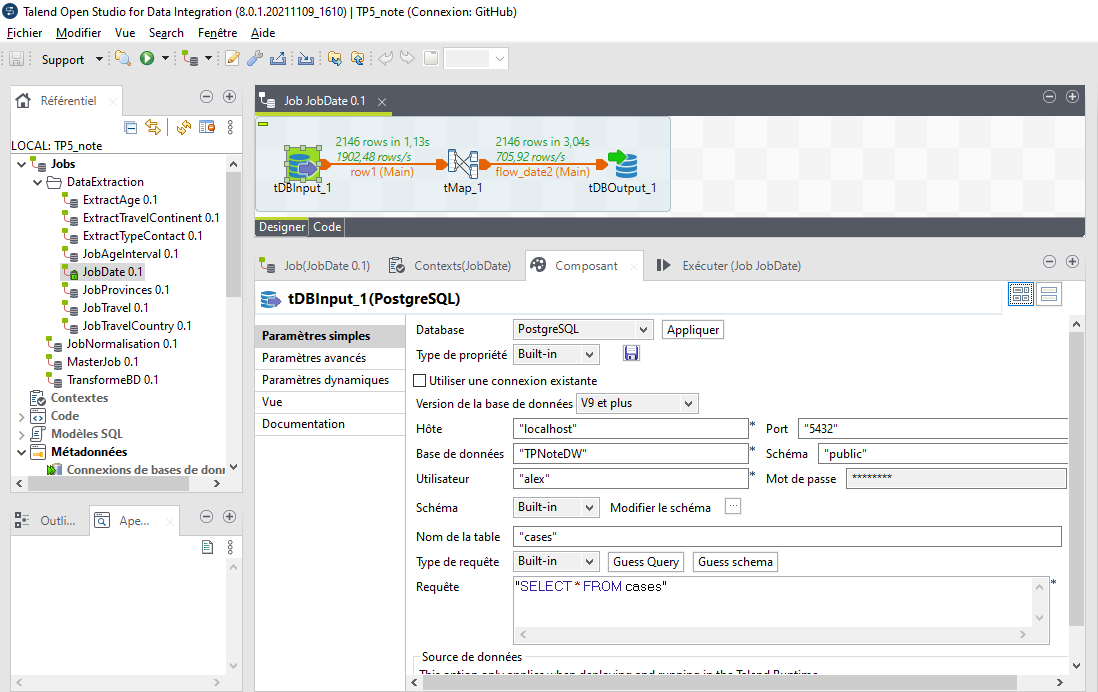 Talend Open Studio for Data Integration (8.0.1.20211109_1610) | TP5_note (Connexion: GitHub)
Fichier Modifier Vue Search Fenêtre Aide
Support
Référentiel
LOCAL: TP5_note
Jobs
DataExtraction
ExtractAge 0.1
ExtractTravelContinent 0.1
ExtractTypeContact 0.1
JobAgeInterval 0.1
JobDate 0.1
JobProvinces 0.1
JobTravel 0.1
JobTravelCountry 0.1
JobNormalisation 0.1
MasterJob 0.1
TransformeBD 0.1
Contextes
Code
Modèles SQL
Métadonnées
Connexions de bases de donn
Outli... Ape...
Job JobDate 0.1
2146 rows in 1,13s 2146 rows in 3,04s
1902,48 rows/s 705,92 rows/s
row1 (Main) flow_date2 (Main)
tDBInput_1 tMap_1 tDBOutput_1
Designer Code
Job(JobDate 0.1) Contexts(JobDate) Composant Exécuter (Job JobDate)
tDBInput_1(PostgreSQL)
Paramètres simples
Paramètres avancés
Paramètres dynamiques
Vue
Documentation
Database PostgreSQL Appliquer
Type de propriété Built-in
Utiliser une connexion existante
Version de la base de données V9 et plus
Hôte "localhost" * Port "5432"
Base de données "TPNoteDW" * Schéma "public"
Utilisateur "alex" * Mot de passe ********
Schéma Built-in Modifier le schéma ...
Nom de la table "cases"
Type de requête Built-in Guess Query Guess schema
Requête "SELECT * FROM cases" *
Source de données
This option only applies when deploying and running in the Talend Runtime